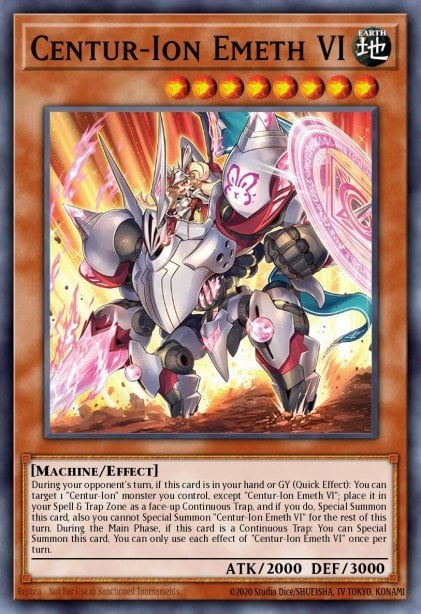 Centur-Ion Emeth VI
EARTH
地
[Machine/Effect]
During your opponent's turn, if this card is in your hand or GY (Quick Effect): You can
target 1 "Centur-Ion" monster you control, except "Centur-Ion Emeth VI"; place it in
your Spell & Trap Zone as a face-up Continuous Trap, and if you do, Special Summon
this card, also you cannot Special Summon "Centur-Ion Emeth VI" for the rest of this
turn. During the Main Phase, if this card is a Continuous Trap: You can Special
Summon this card. You can only use each effect of "Centur-Ion Emeth VI" once per
turn.
ATK/2000 DEF/3000
Replica - Not For Use in Sanctioned Tournaments
©2020 Studio Dice/SHUEISHA, TV TOKYO, KONAMI